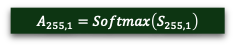 A₂₅₅,₁ = Softmax(S₂₅₅,₁)